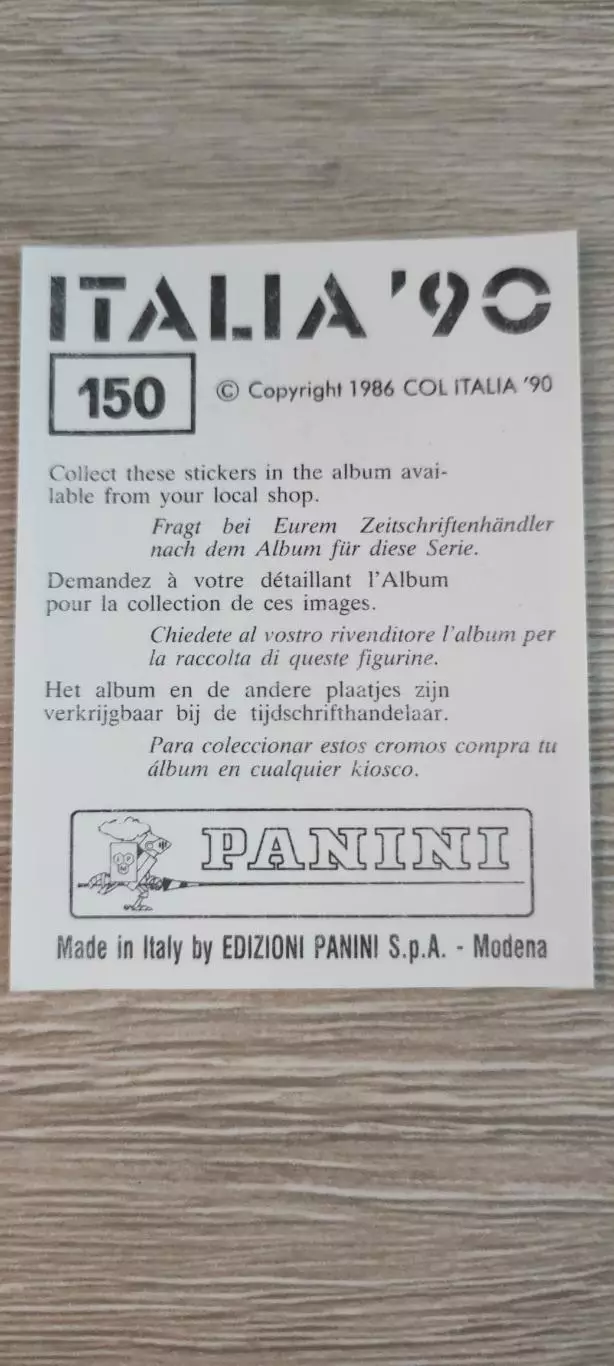 ITALIA '90
150
© Copyright 1986 COL ITALIA '90
Collect these stickers in the album avai-
lable from your local shop.
Fragt bei Eurem Zeitschriftenhändler
nach dem Album für diese Serie.
Demandez à votre détaillant l'Album
pour la collection de ces images.
Chiedete al vostro rivenditore l'album per
la raccolta di queste figurine.
Het album en de andere plaatjes zijn
verkrijgbaar bij de tijdschrifthandelaar.
Para coleccionar estos cromos compra tu
álbum en cualquier kiosco.
PANINI
Made in Italy by EDIZIONI PANINI S.p.A. - Modena